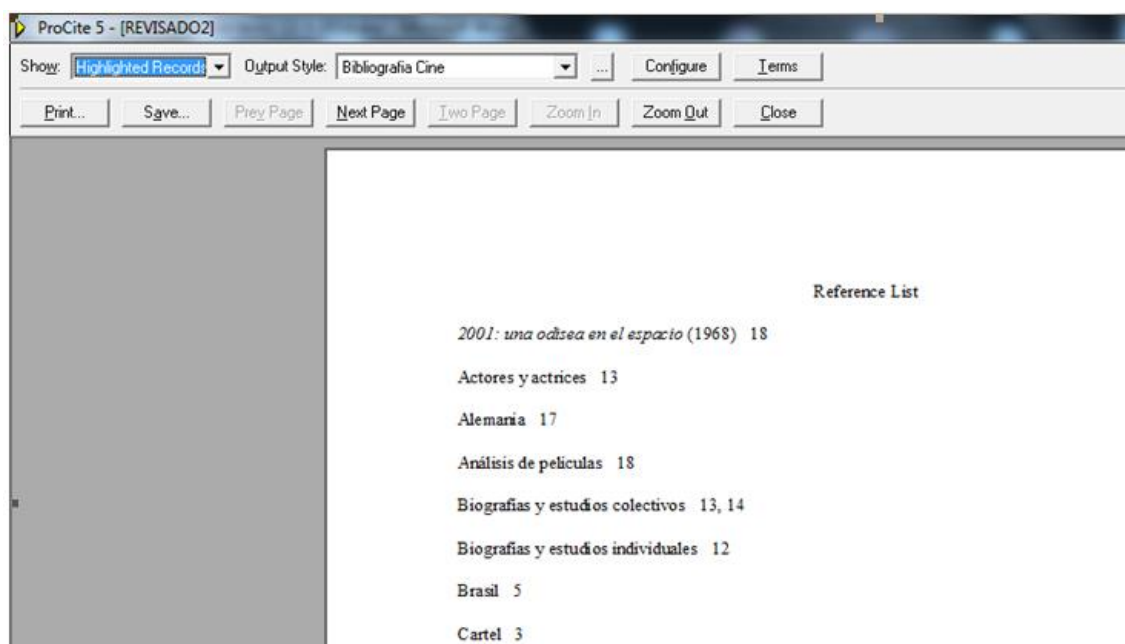 ProCite 5 - [REVISADO2]
Show: Highlighted Records Output Style: Bibliografia Cine ... Configure Terms
Print... Save... Prev Page Next Page Two Page Zoom In Zoom Out Close
Reference List
2001: una odisea en el espacio (1968) 18
Actores y actrices 13
Alemania 17
Análisis de películas 18
Biografías y estudios colectivos 13, 14
Biografías y estudios individuales 12
Brasil 5
Cartel 3